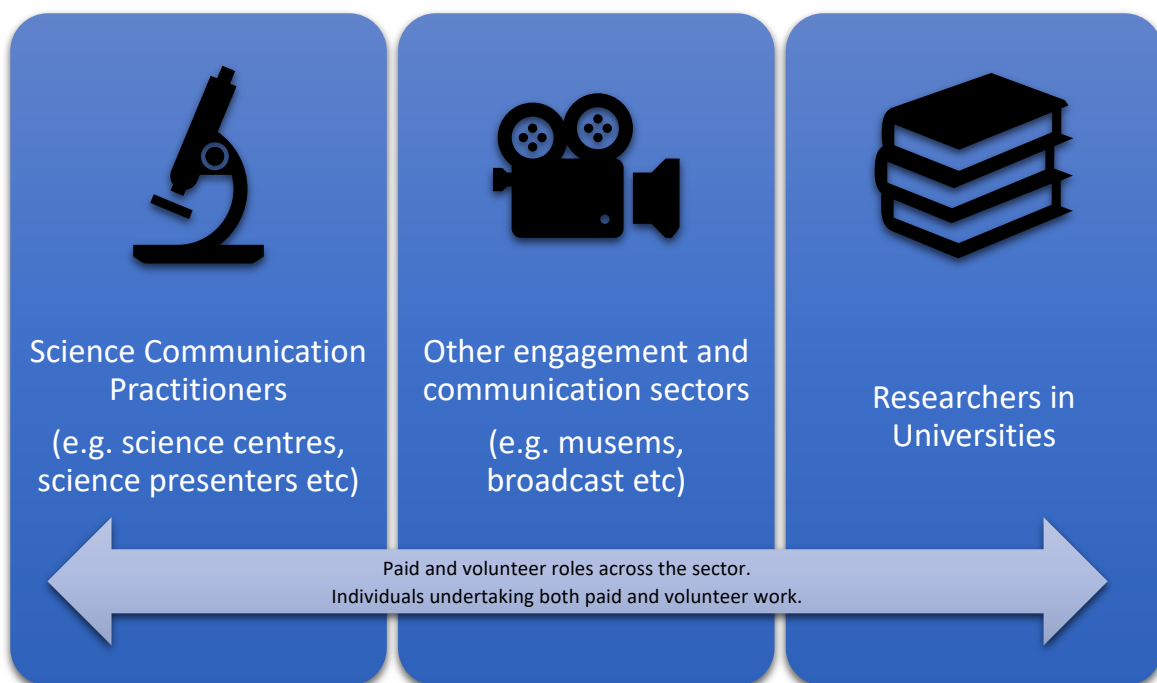 Science Communication
Practitioners
(e.g. science centres,
science presenters etc)
Other engagement and
communication sectors
(e.g. musems,
broadcast etc)
Researchers in
Universities
Paid and volunteer roles across the sector.
Individuals undertaking both paid and volunteer work.